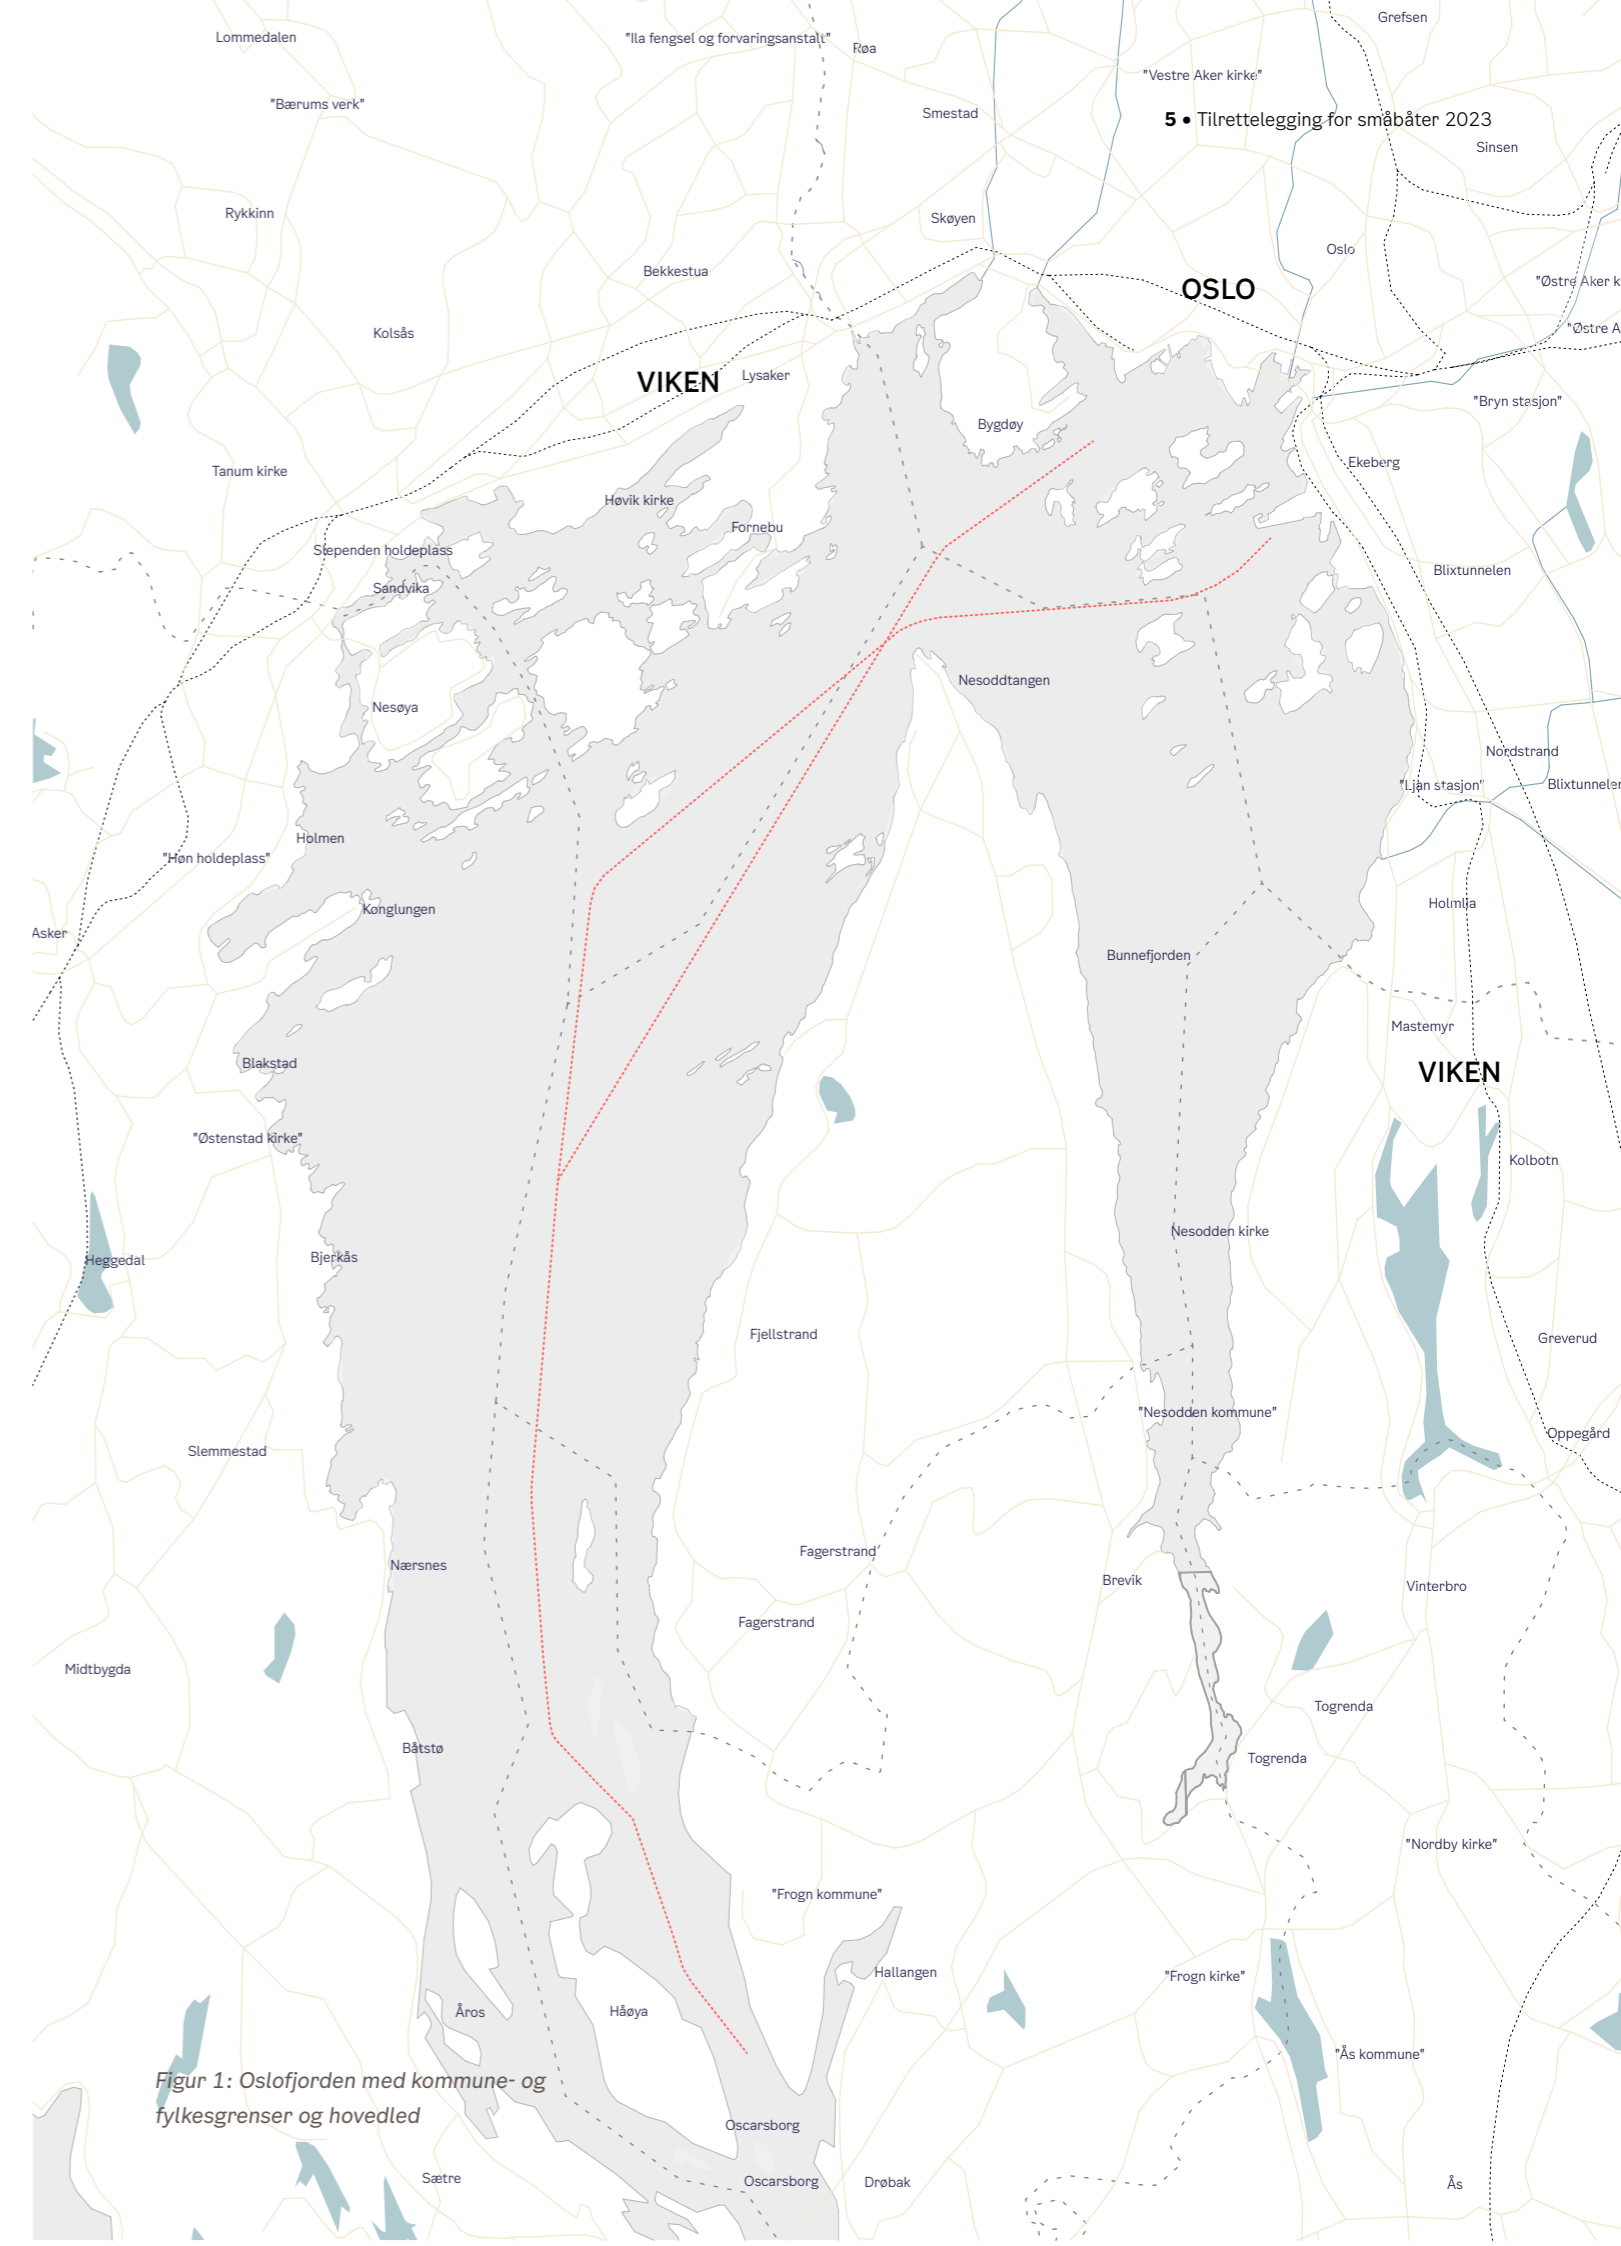 Grefsen
Lommedalen
"Ila fengsel og forvaringsanstalt"
Røa
"Vestre Aker kirke"
"Bærums verk"
Smestad
5 • Tilrettelegging for småbåter 2023
Sinsen
Rykkinn
Skøyen
Oslo
Bekkestua
"Østre Aker k
OSLO
"Østre A
Kolsås
VIKEN
Lysaker
"Bryn stasjon"
Bygdøy
Ekeberg
Tanum kirke
Høvik kirke
Fornebu
Slependen holdeplass
Blixtunnelen
Sandvika
Nesoddtangen
Nesøya
Nordstrand
"Ljan stasjon"
Blixtunnelen
Holmen
"Høn holdeplass"
Konglungen
Holmlia
Asker
Bunnefjorden
Mastemyr
Blakstad
VIKEN
"Østenstad kirke"
Kolbotn
Nesodden kirke
Bjerkås
Heggedal
Fjellstrand
Greverud
"Nesodden kommune"
Oppegård
Slemmestad
Fagerstrand
Nærsnes
Brevik
Vinterbro
Fagerstrand
Midtbygda
Togrenda
Båtstø
Togrenda
"Nordby kirke"
"Frogn kommune"
Hallangen
"Frogn kirke"
Åros
Håøya
"Ås kommune"
Figur 1: Oslofjorden med kommune- og
fylkesgrenser og hovedled
Oscarsborg
Sætre
Oscarsborg
Drøbak
Ås